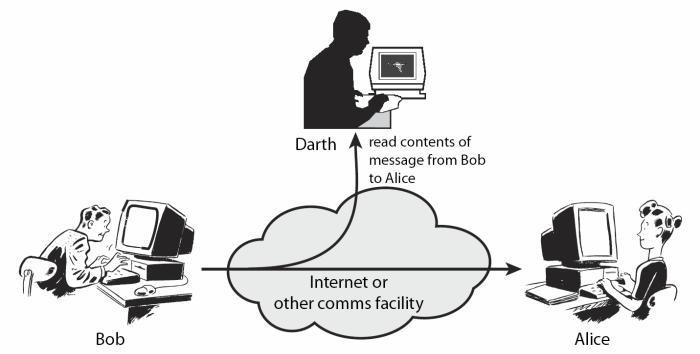 Darth
read contents of
message from Bob
to Alice
Internet or
other comms facility
Bob
Alice